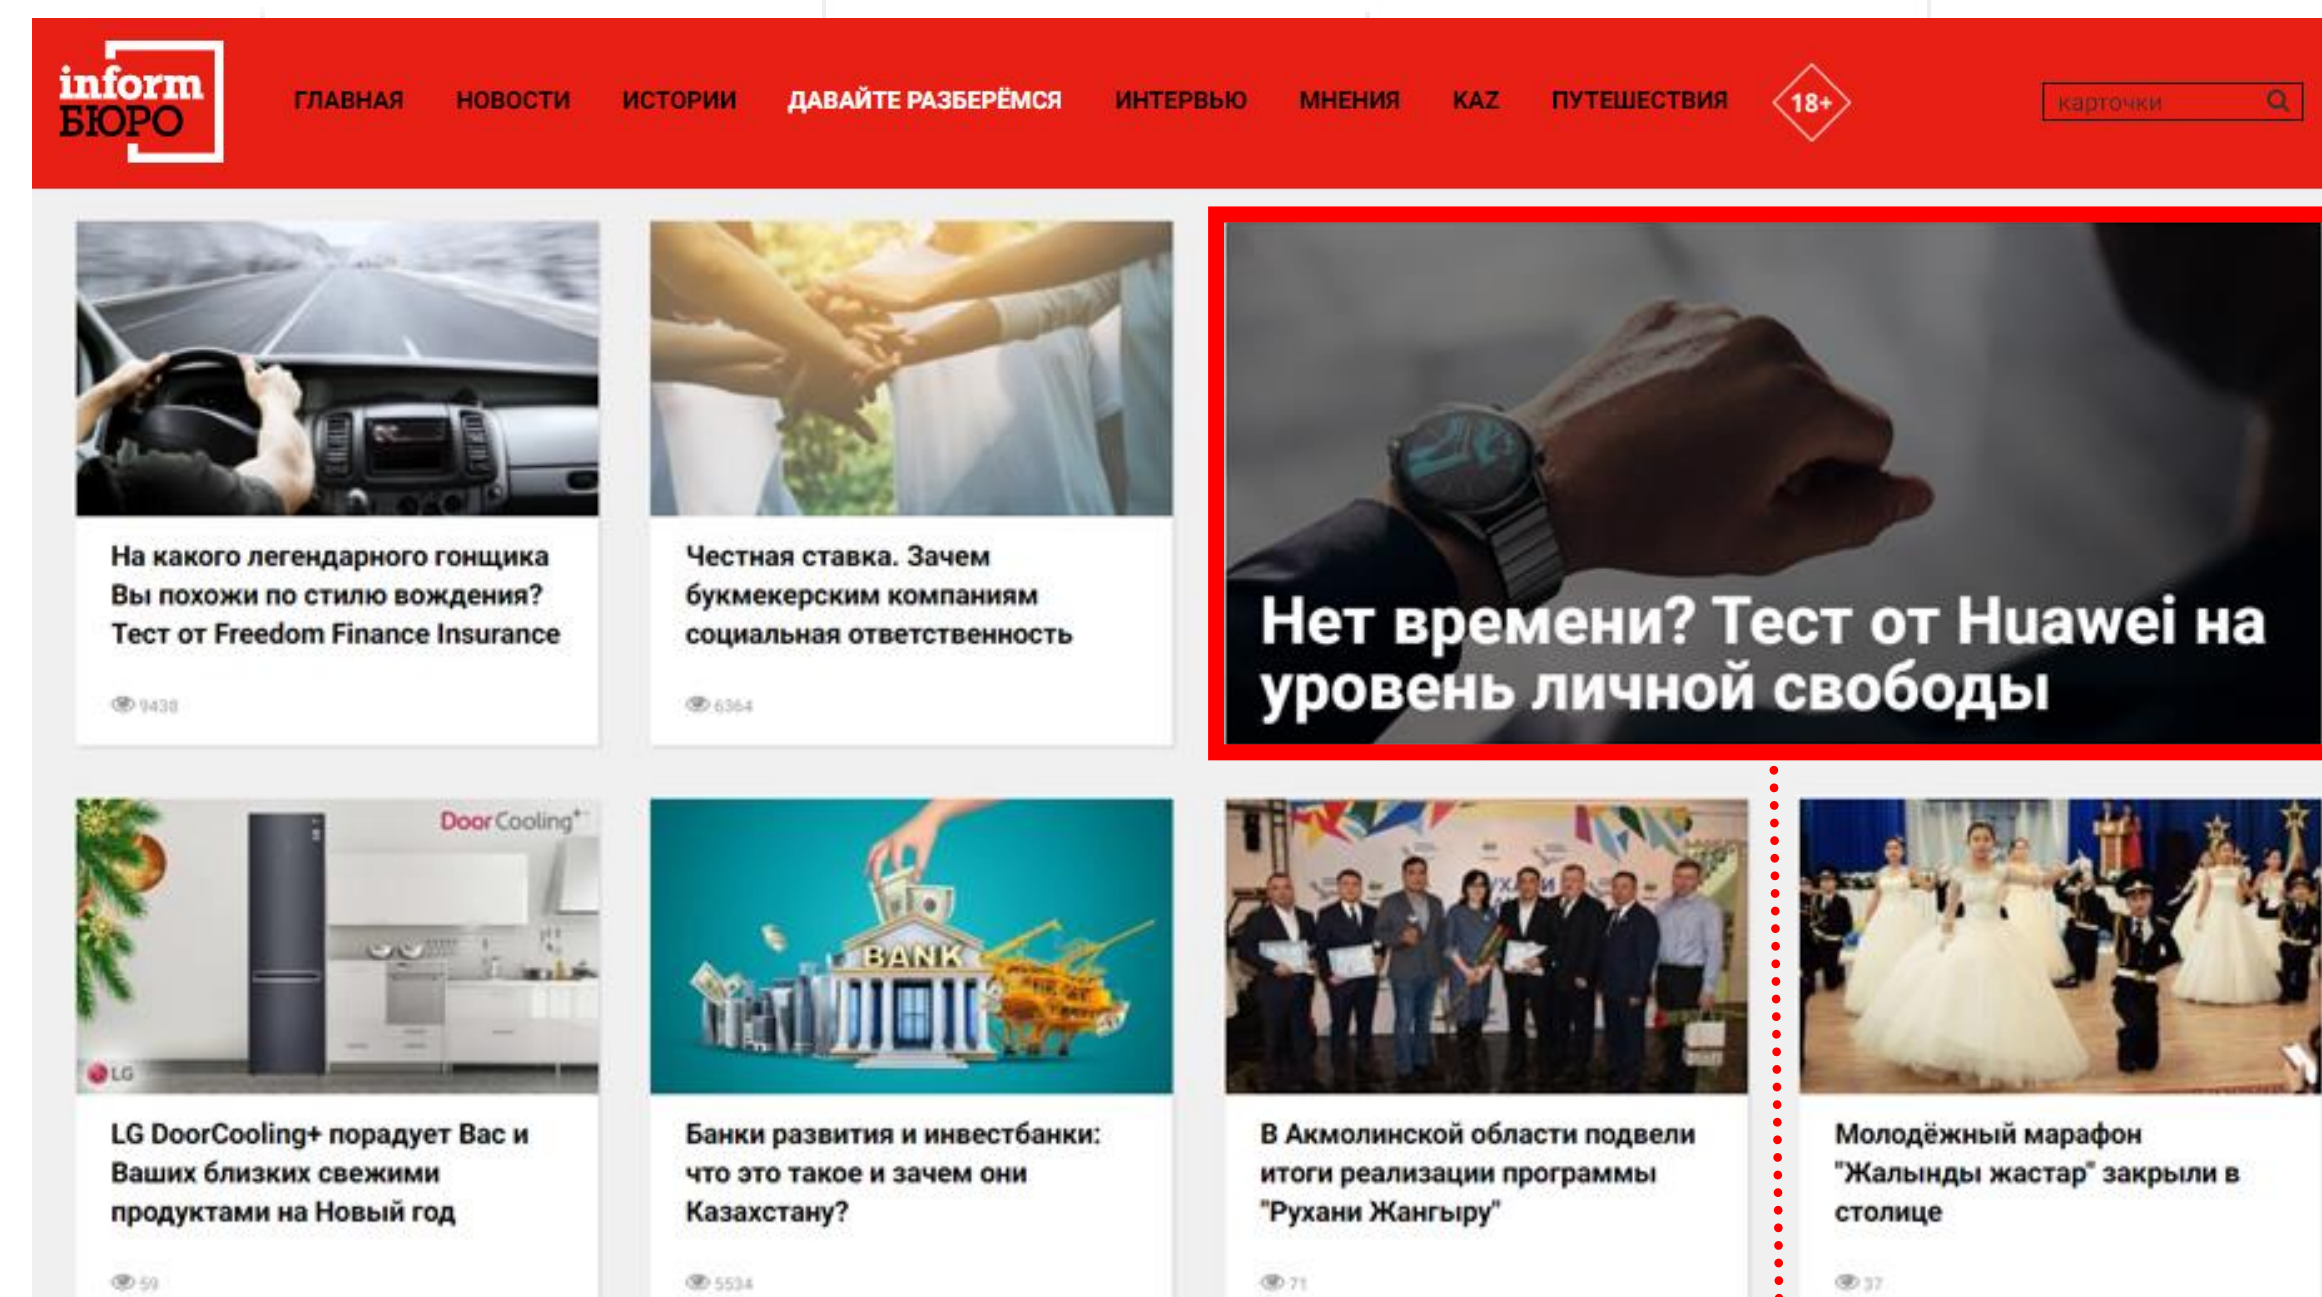 inform
БЮРО
ГЛАВНАЯ НОВОСТИ ИСТОРИИ ДАВАЙТЕ РАЗБЕРЁМСЯ ИНТЕРВЬЮ МНЕНИЯ KAZ ПУТЕШЕСТВИЯ 18+ карточки
На какого легендарного гонщика
Вы похожи по стилю вождения?
Тест от Freedom Finance Insurance
9438
Честная ставка. Зачем
букмекерским компаниям
социальная ответственность
6364
Нет времени? Тест от Huawei на
уровень личной свободы
DoorCooling+
LG
LG DoorCooling+ порадует Вас и
Ваших близких свежими
продуктами на Новый год
59
BANK
Банки развития и инвестбанки:
что это такое и зачем они
Казахстану?
5534
В Акмолинской области подвели
итоги реализации программы
"Рухани Жангыру"
71
Молодёжный марафон
"Жалынды жастар" закрыли в
столице
37